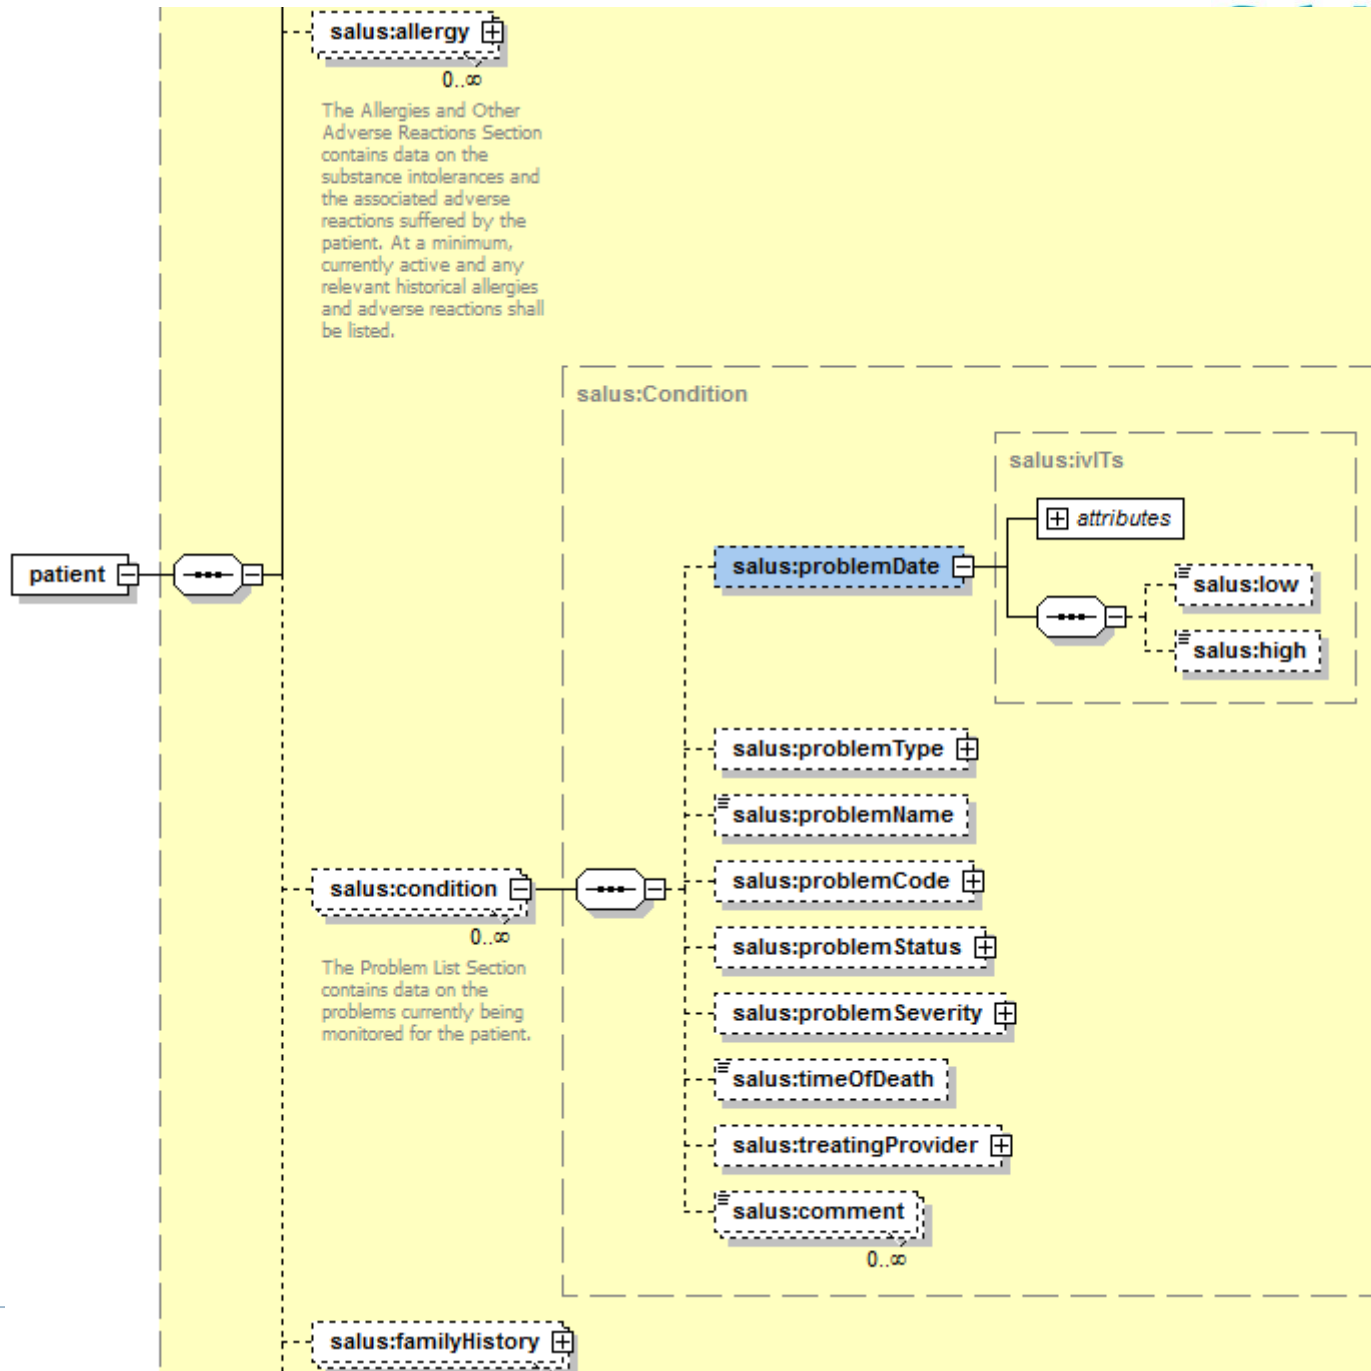 salus:allergy
0..∞
The Allergies and Other
Adverse Reactions Section
contains data on the
substance intolerances and
the associated adverse
reactions suffered by the
patient. At a minimum,
currently active and any
relevant historical allergies
and adverse reactions shall
be listed.
salus:Condition
salus:ivlTs
attributes
salus:problemDate
salus:low
salus:high
patient
salus:problemType
salus:problemName
salus:problemCode
salus:condition
0..∞
The Problem List Section
contains data on the
problems currently being
monitored for the patient.
salus:problemStatus
salus:problemSeverity
salus:timeOfDeath
salus:treatingProvider
salus:comment
0..∞
salus:familyHistory